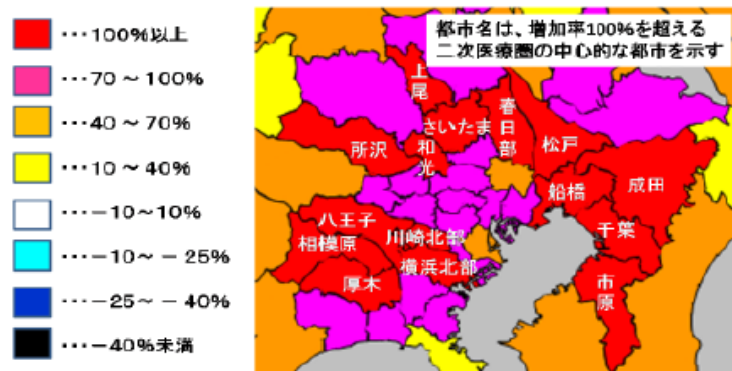 …100%以上
…70～100%
…40～70%
…10～40%
…－10～10%
…－10～－25%
…－25～－40%
…－40%未満
都市名は、増加率100%を超える
二次医療圏の中心的な都市を示す
上尾
春日部
さいたま
和光
所沢
松戸
船橋
成田
千葉
市原
八王子
相模原
川崎北部
横浜北部
厚木